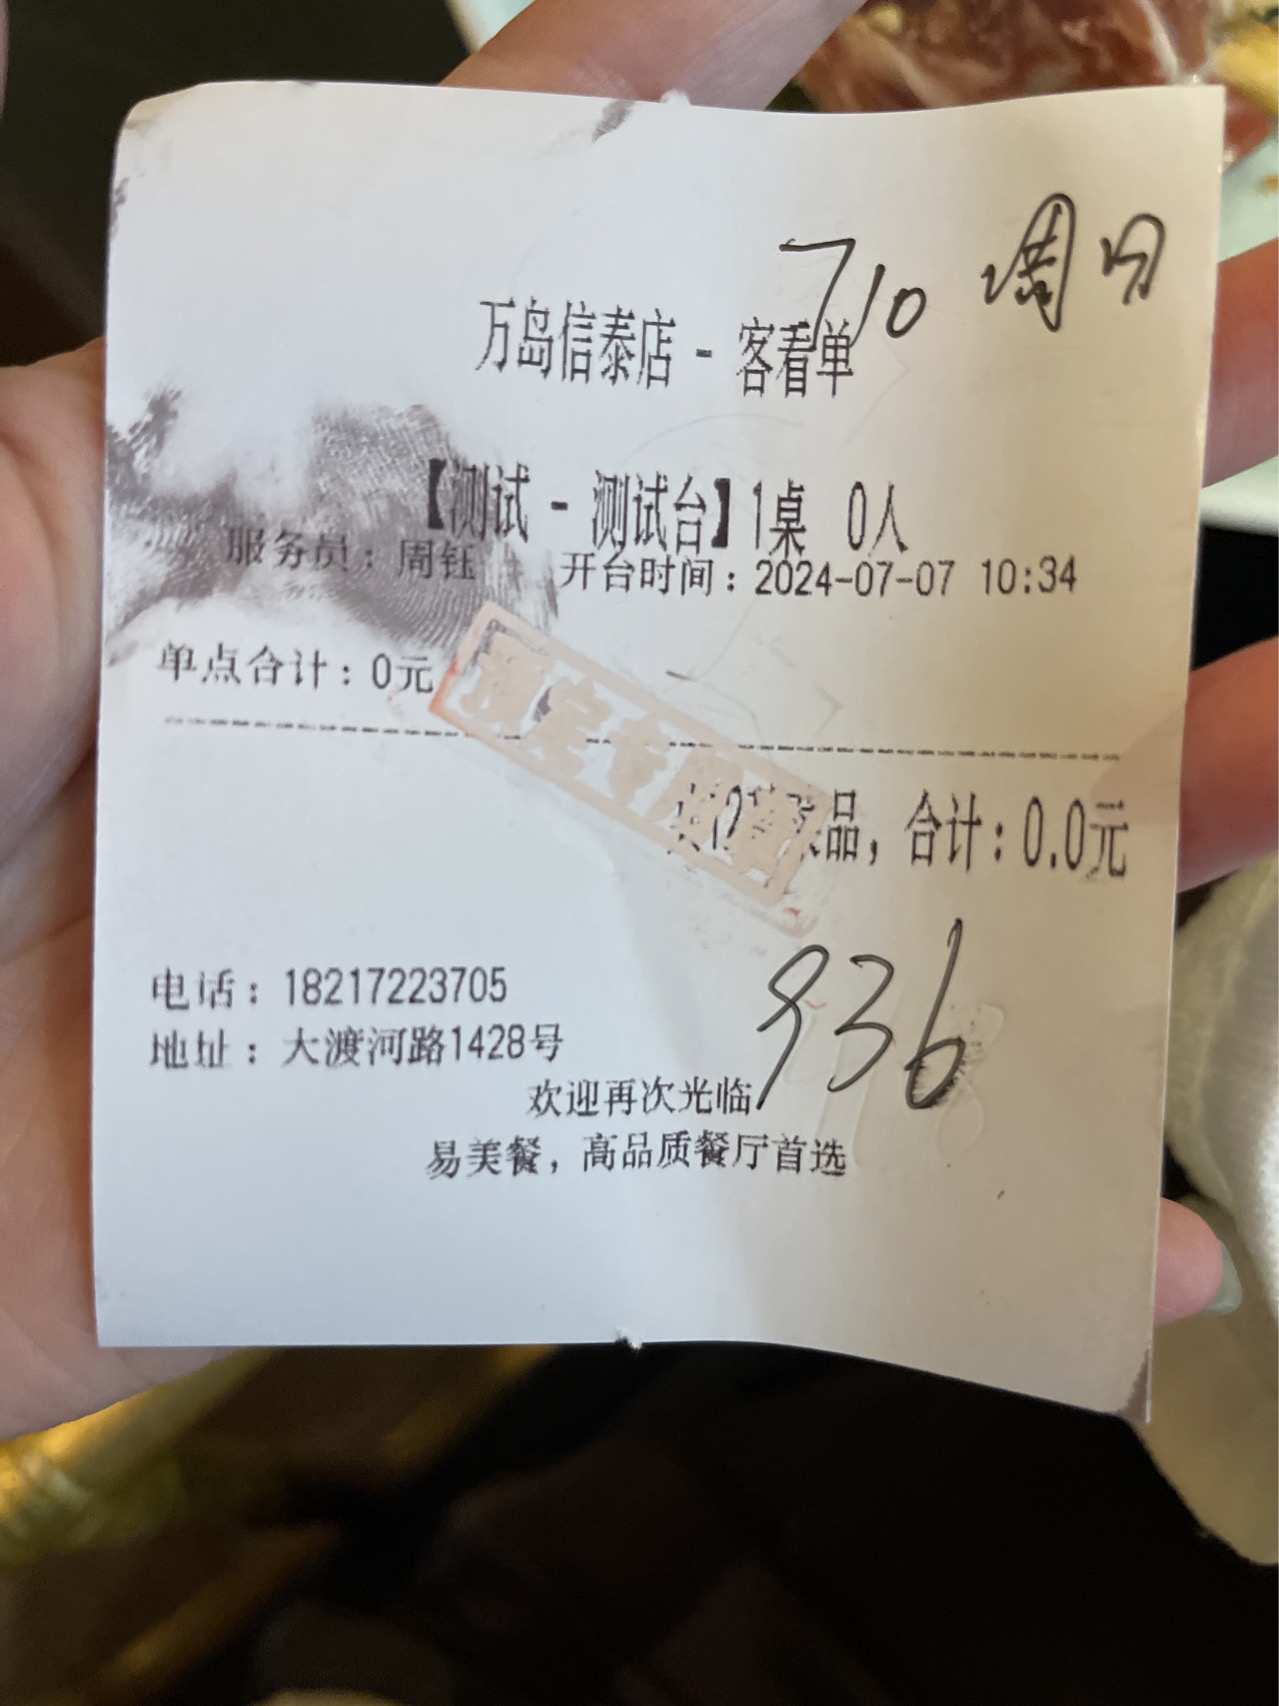 710 周日
万岛信泰店 - 客看单
【测试 - 测试台】1桌 0人
服务员：周钰 开台时间：2024-07-07 10:34
单点合计：0元
专用章
品，合计：0.0元
936
电话：18217223705
地址：大渡河路1428号
欢迎再次光临
易美餐，高品质餐厅首选